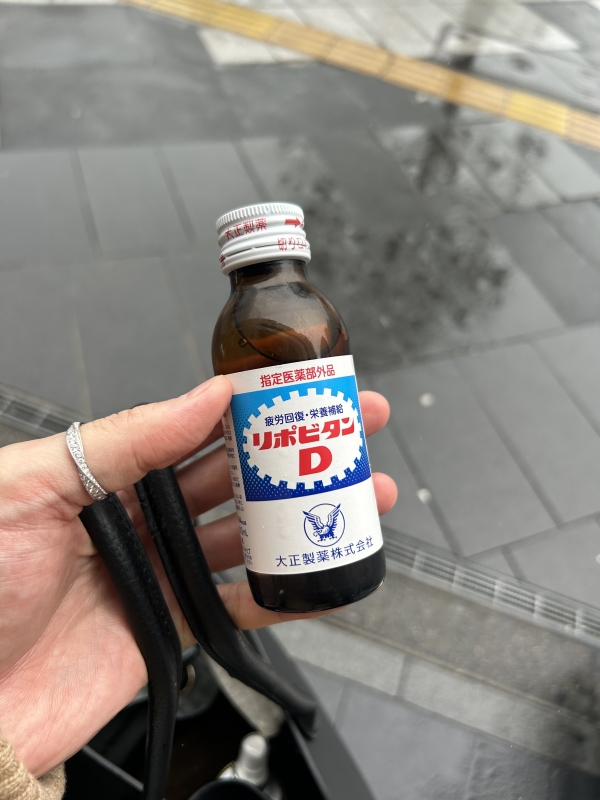 大正製薬
指定医薬部外品
疲労回復・栄養補給
リポビタン
D
大正製薬株式会社